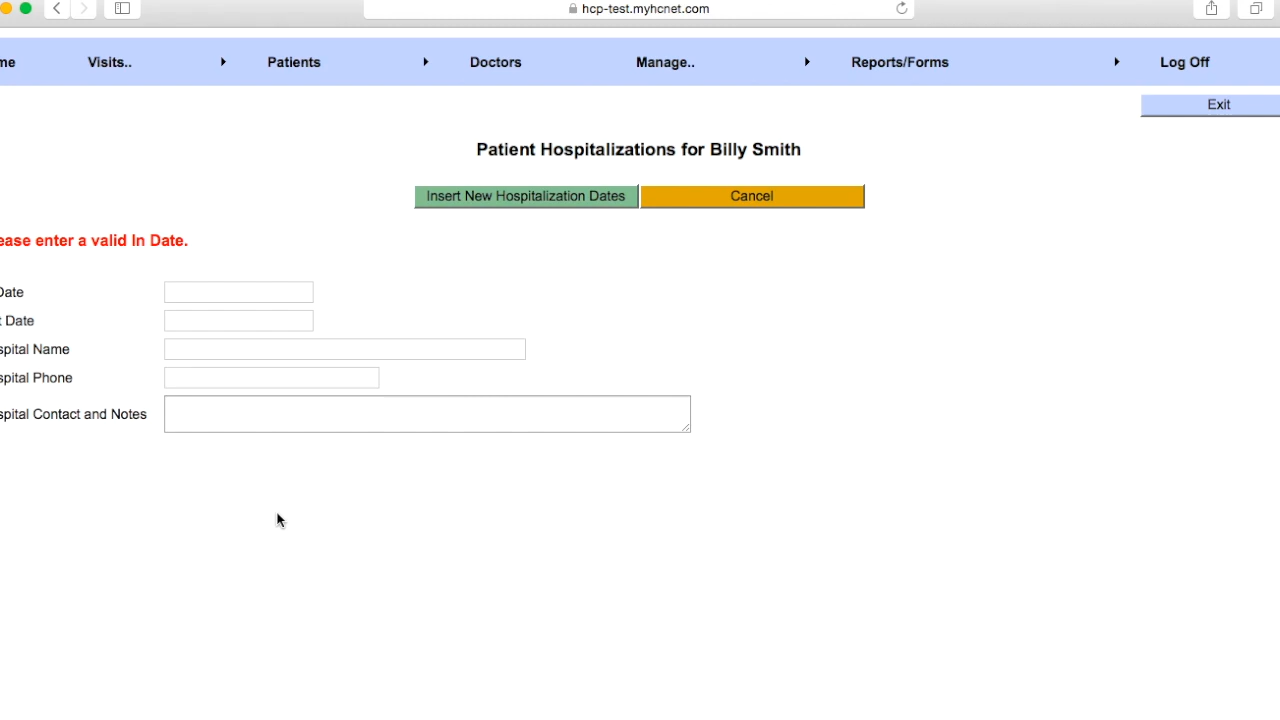 hcp-test.myhcnet.com
me Visits.. Patients Doctors Manage.. Reports/Forms Log Off
Exit
Patient Hospitalizations for Billy Smith
Insert New Hospitalization Dates Cancel
ease enter a valid In Date.
Date
t Date
spital Name
spital Phone
spital Contact and Notes